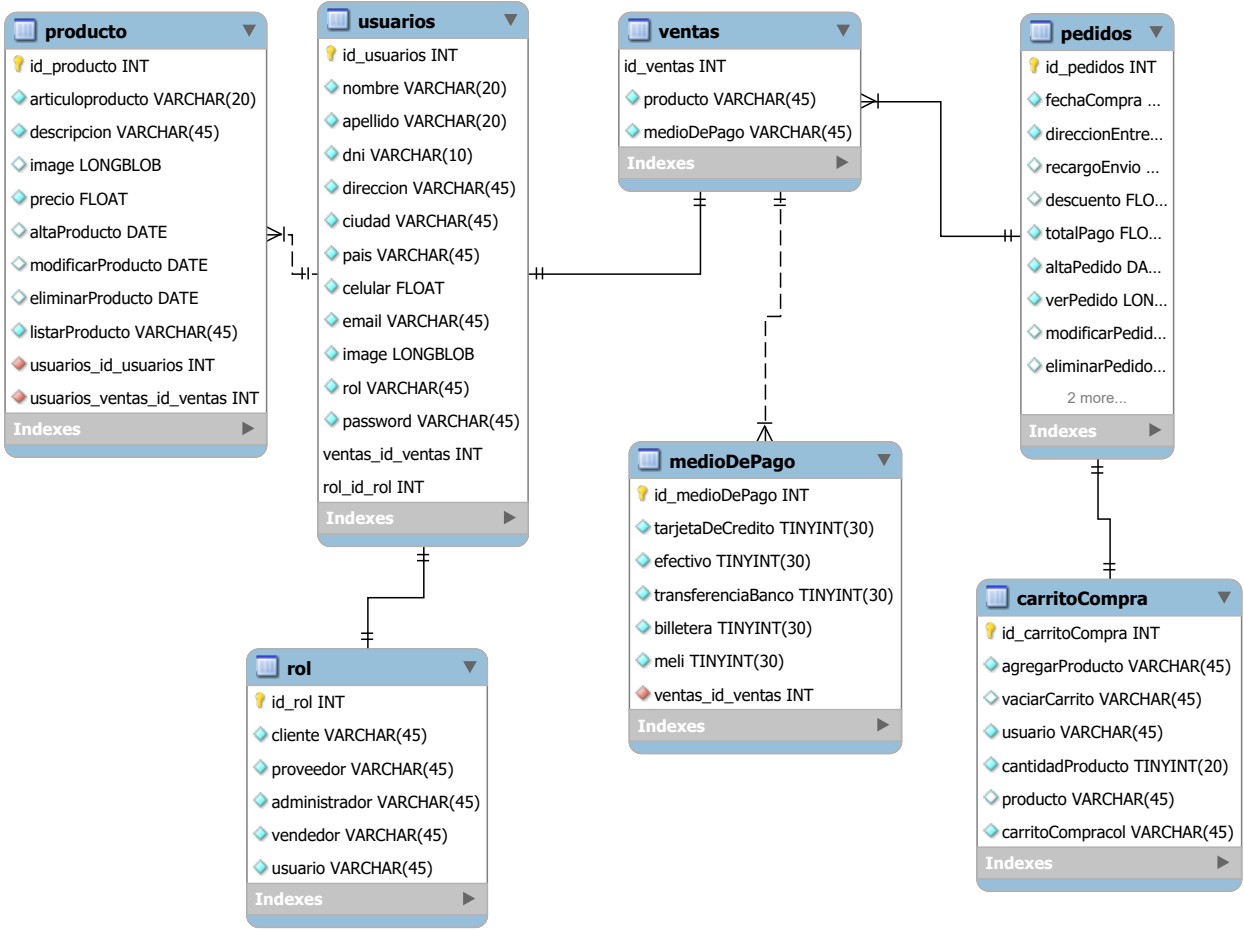 producto
id_producto INT
articuloproducto VARCHAR(20)
descripcion VARCHAR(45)
image LONGBLOB
precio FLOAT
altaProducto DATE
modificarProducto DATE
eliminarProducto DATE
listarProducto VARCHAR(45)
usuarios_id_usuarios INT
usuarios_ventas_id_ventas INT
Indexes
usuarios
id_usuarios INT
nombre VARCHAR(20)
apellido VARCHAR(20)
dni VARCHAR(10)
direccion VARCHAR(45)
ciudad VARCHAR(45)
pais VARCHAR(45)
celular FLOAT
email VARCHAR(45)
image LONGBLOB
rol VARCHAR(45)
password VARCHAR(45)
ventas_id_ventas INT
rol_id_rol INT
Indexes
ventas
id_ventas INT
producto VARCHAR(45)
medioDePago VARCHAR(45)
Indexes
pedidos
id_pedidos INT
fechaCompra ...
direccionEntre...
recargoEnvio ...
descuento FLO...
totalPago FLO...
altaPedido DA...
verPedido LON...
modificarPedid...
eliminarPedido...
2 more...
Indexes
medioDePago
id_medioDePago INT
tarjetaDeCredito TINYINT(30)
efectivo TINYINT(30)
transferenciaBanco TINYINT(30)
billetera TINYINT(30)
meli TINYINT(30)
ventas_id_ventas INT
Indexes
carritoCompra
id_carritoCompra INT
agregarProducto VARCHAR(45)
vaciarCarrito VARCHAR(45)
usuario VARCHAR(45)
cantidadProducto TINYINT(20)
producto VARCHAR(45)
carritoCompracol VARCHAR(45)
Indexes
rol
id_rol INT
cliente VARCHAR(45)
proveedor VARCHAR(45)
administrador VARCHAR(45)
vendedor VARCHAR(45)
usuario VARCHAR(45)
Indexes